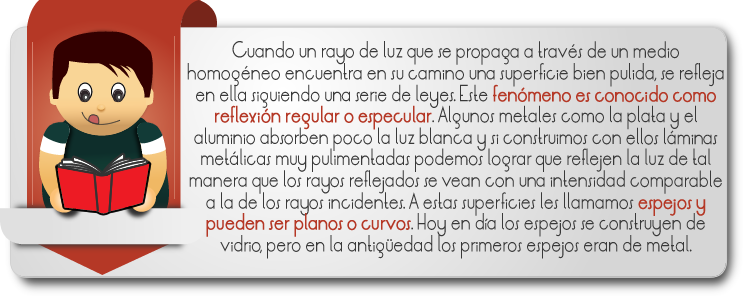 Cuando un rayo de luz que se propaga a través de un medio
homogéneo encuentra en su camino una superficie bien pulida, se refleja
en ella siguiendo una serie de leyes. Este fenómeno es conocido como
reflexión regular o especular. Algunos metales como la plata y el
aluminio absorben poco la luz blanca y si construimos con ellos láminas
metálicas muy pulimentadas podemos lograr que reflejen la luz de tal
manera que los rayos reflejados se vean con una intensidad comparable
a la de los rayos incidentes. A estas superficies les llamamos espejos y
pueden ser planos o curvos. Hoy en día los espejos se construyen de
vidrio, pero en la antigüedad los primeros espejos eran de metal.